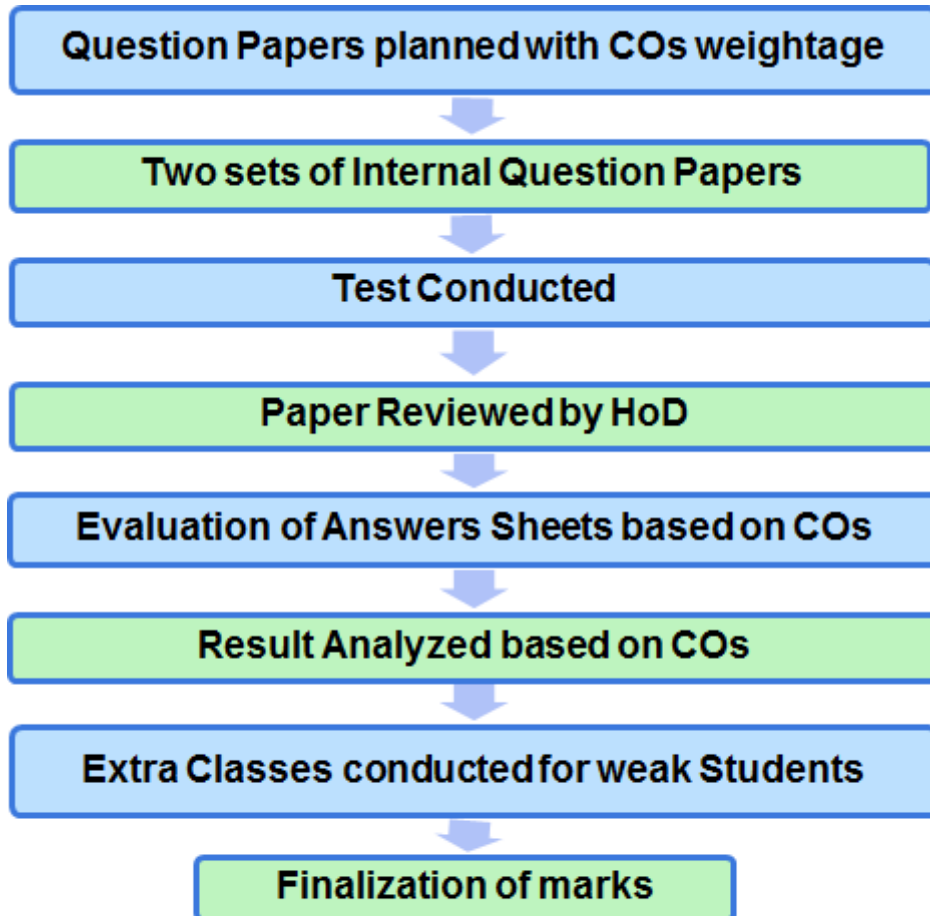 Question Papers planned with COs weightage
Two sets of Internal Question Papers
Test Conducted
Paper Reviewed by HoD
Evaluation of Answers Sheets based on COs
Result Analyzed based on COs
Extra Classes conducted for weak Students
Finalization of marks